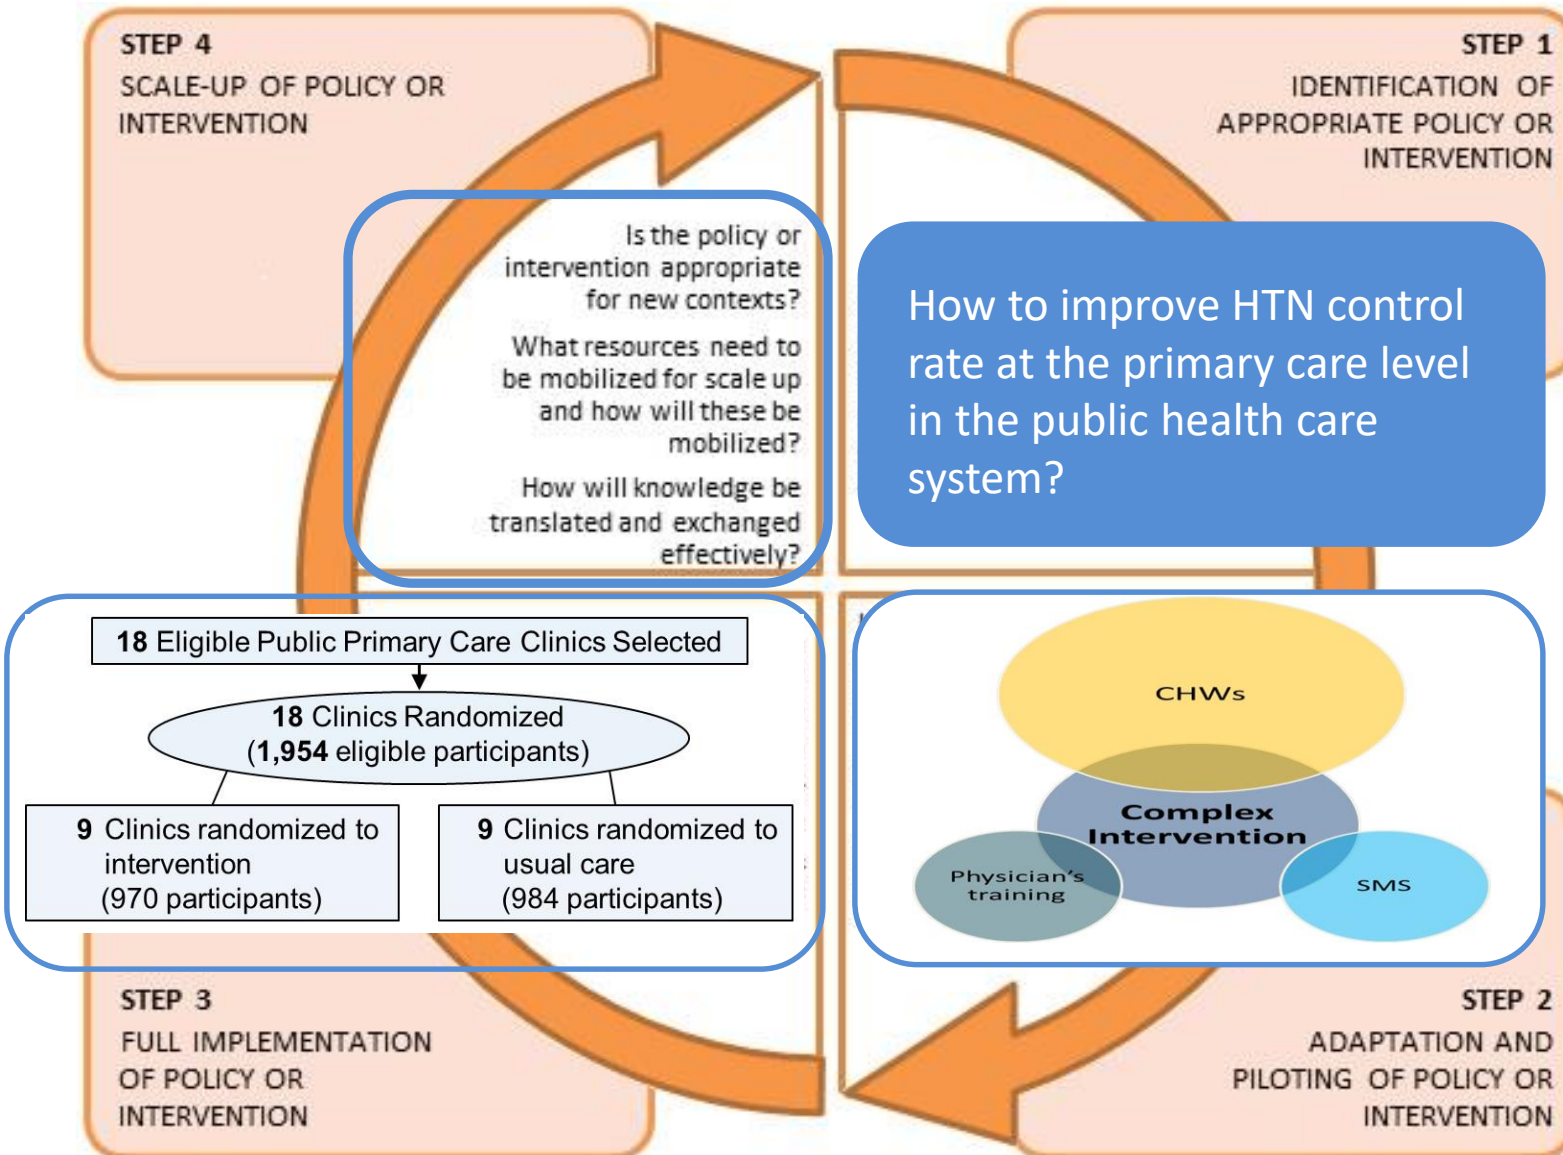 STEP 4
SCALE-UP OF POLICY OR
INTERVENTION
STEP 1
IDENTIFICATION OF
APPROPRIATE POLICY OR
INTERVENTION
Is the policy or
intervention appropriate
for new contexts?
What resources need to
be mobilized for scale up
and how will these be
mobilized?
How will knowledge be
translated and exchanged
effectively?
How to improve HTN control
rate at the primary care level
in the public health care
system?
18 Eligible Public Primary Care Clinics Selected
18 Clinics Randomized
(1,954 eligible participants)
9 Clinics randomized to
intervention
(970 participants)
9 Clinics randomized to
usual care
(984 participants)
CHWs
Complex
Intervention
Physician's
training
SMS
STEP 3
FULL IMPLEMENTATION
OF POLICY OR
INTERVENTION
STEP 2
ADAPTATION AND
PILOTING OF POLICY OR
INTERVENTION